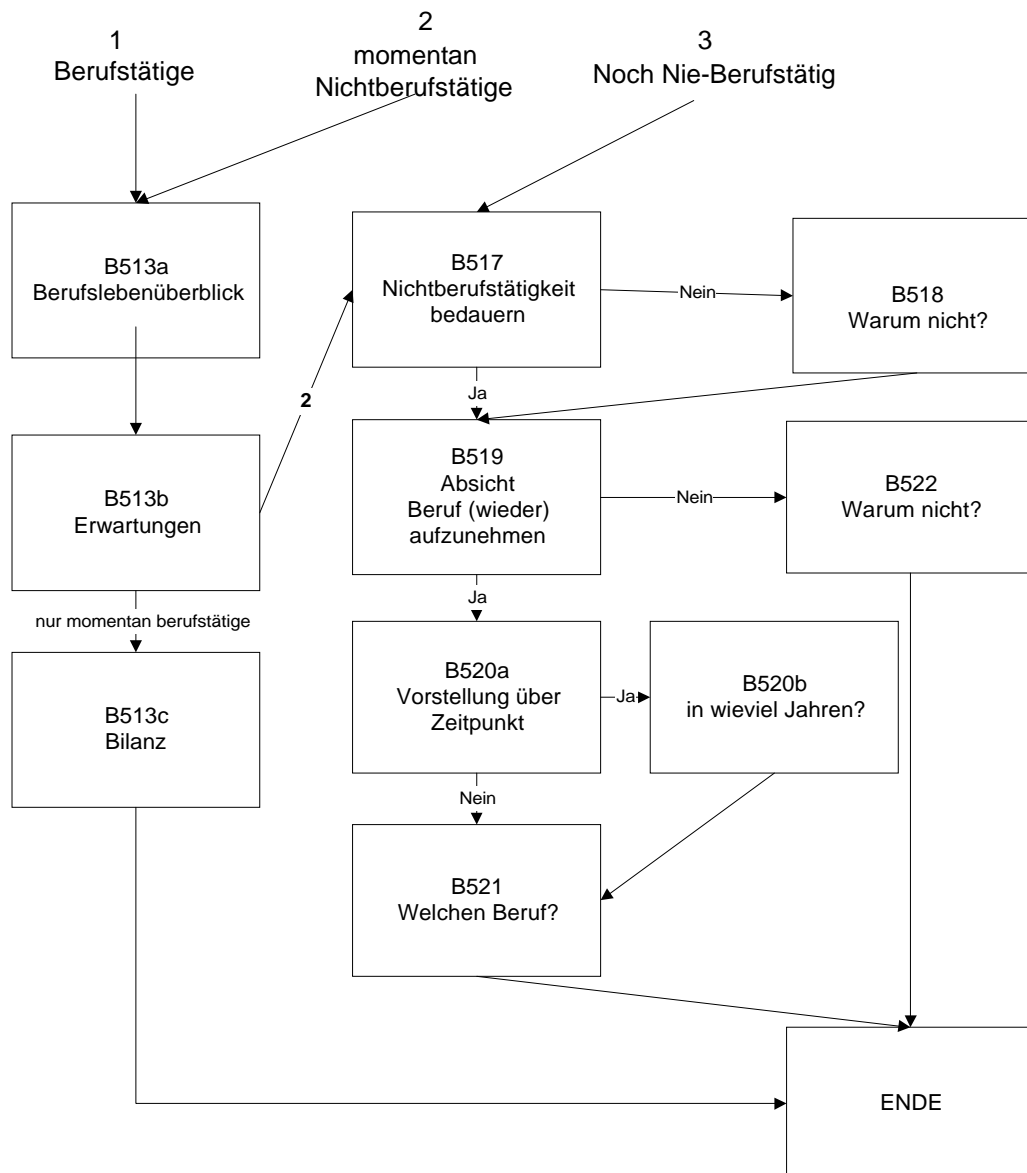 1
Berufstätige
2
momentan
Nichtberufstätige
3
Noch Nie-Berufstätig
B513a
Berufslebenüberblick
B517
Nichtberufstätigkeit
bedauern
Nein
B518
Warum nicht?
2
Ja
B513b
Erwartungen
B519
Absicht
Beruf (wieder)
aufzunehmen
Nein
B522
Warum nicht?
nur momentan berufstätige
Ja
B513c
Bilanz
B520a
Vorstellung über
Zeitpunkt
Ja
B520b
in wieviel Jahren?
Nein
B521
Welchen Beruf?
ENDE